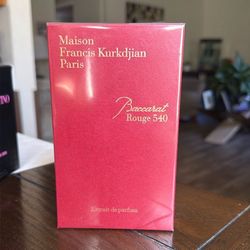 Maison
Francis Kurkdjian
Paris
Baccarat
Rouge 540
Extrait de parfum